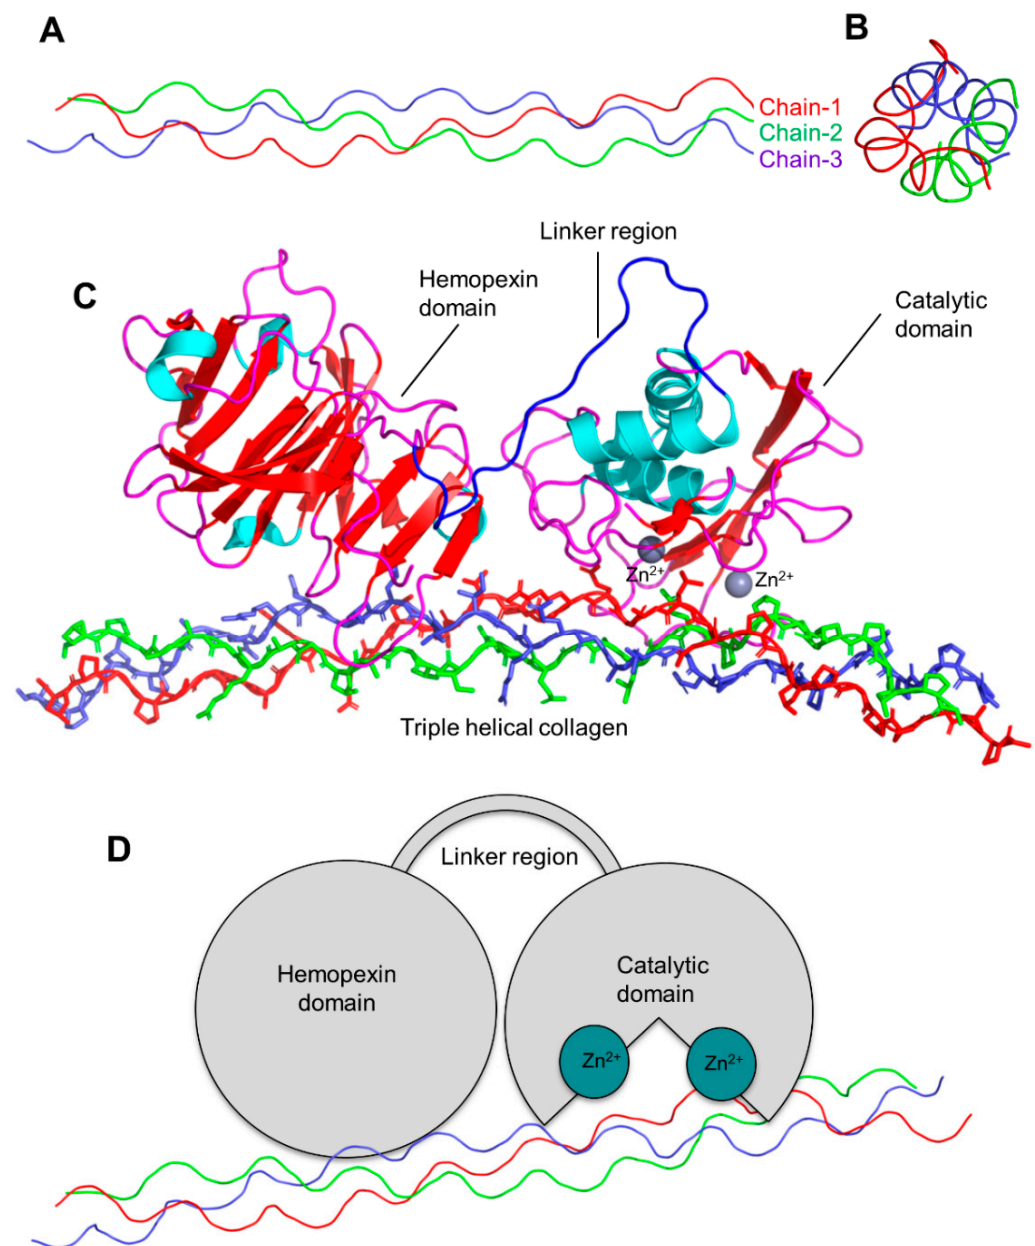 A
B
Chain-1
Chain-2
Chain-3
Linker region
C
Hemopexin
domain
Catalytic
domain
Zn²⁺
Zn²⁺
Triple helical collagen
D
Linker region
Hemopexin
domain
Catalytic
domain
Zn²⁺
Zn²⁺